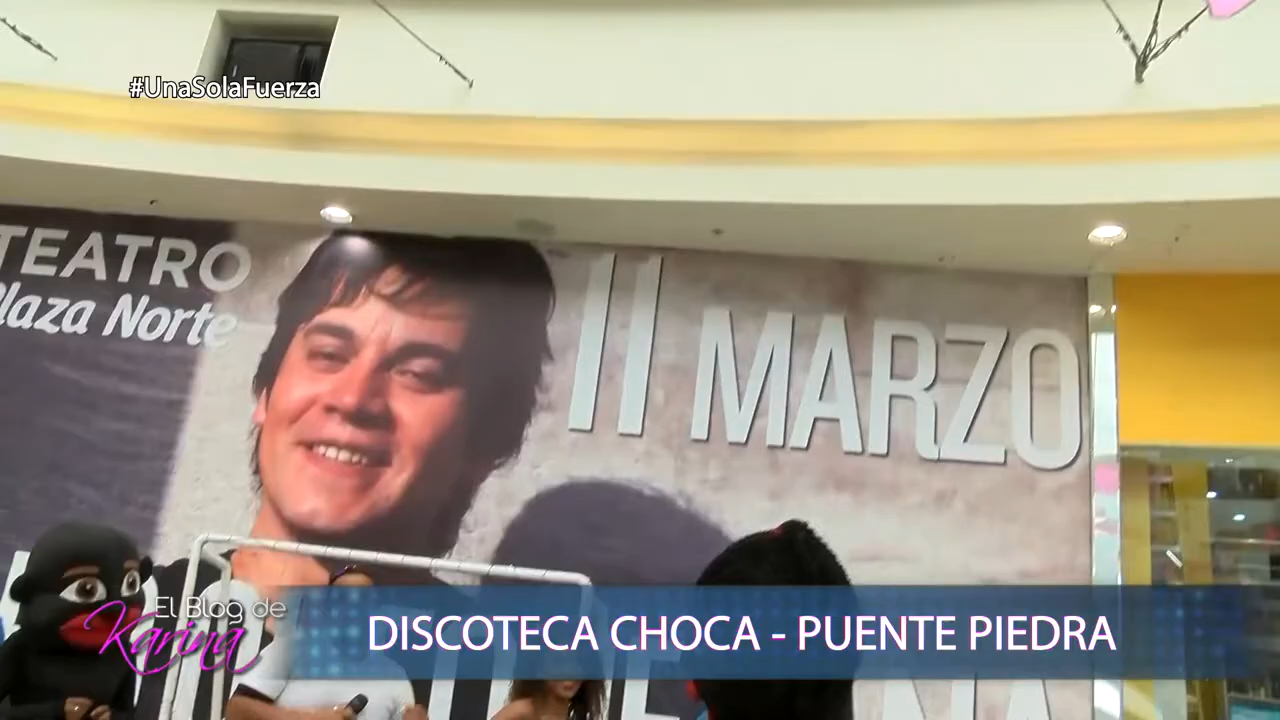 #UnaSolaFuerza
TEATRO
Plaza Norte
11 MARZO
El Blog de
Karina
DISCOTECA CHOCA - PUENTE PIEDRA